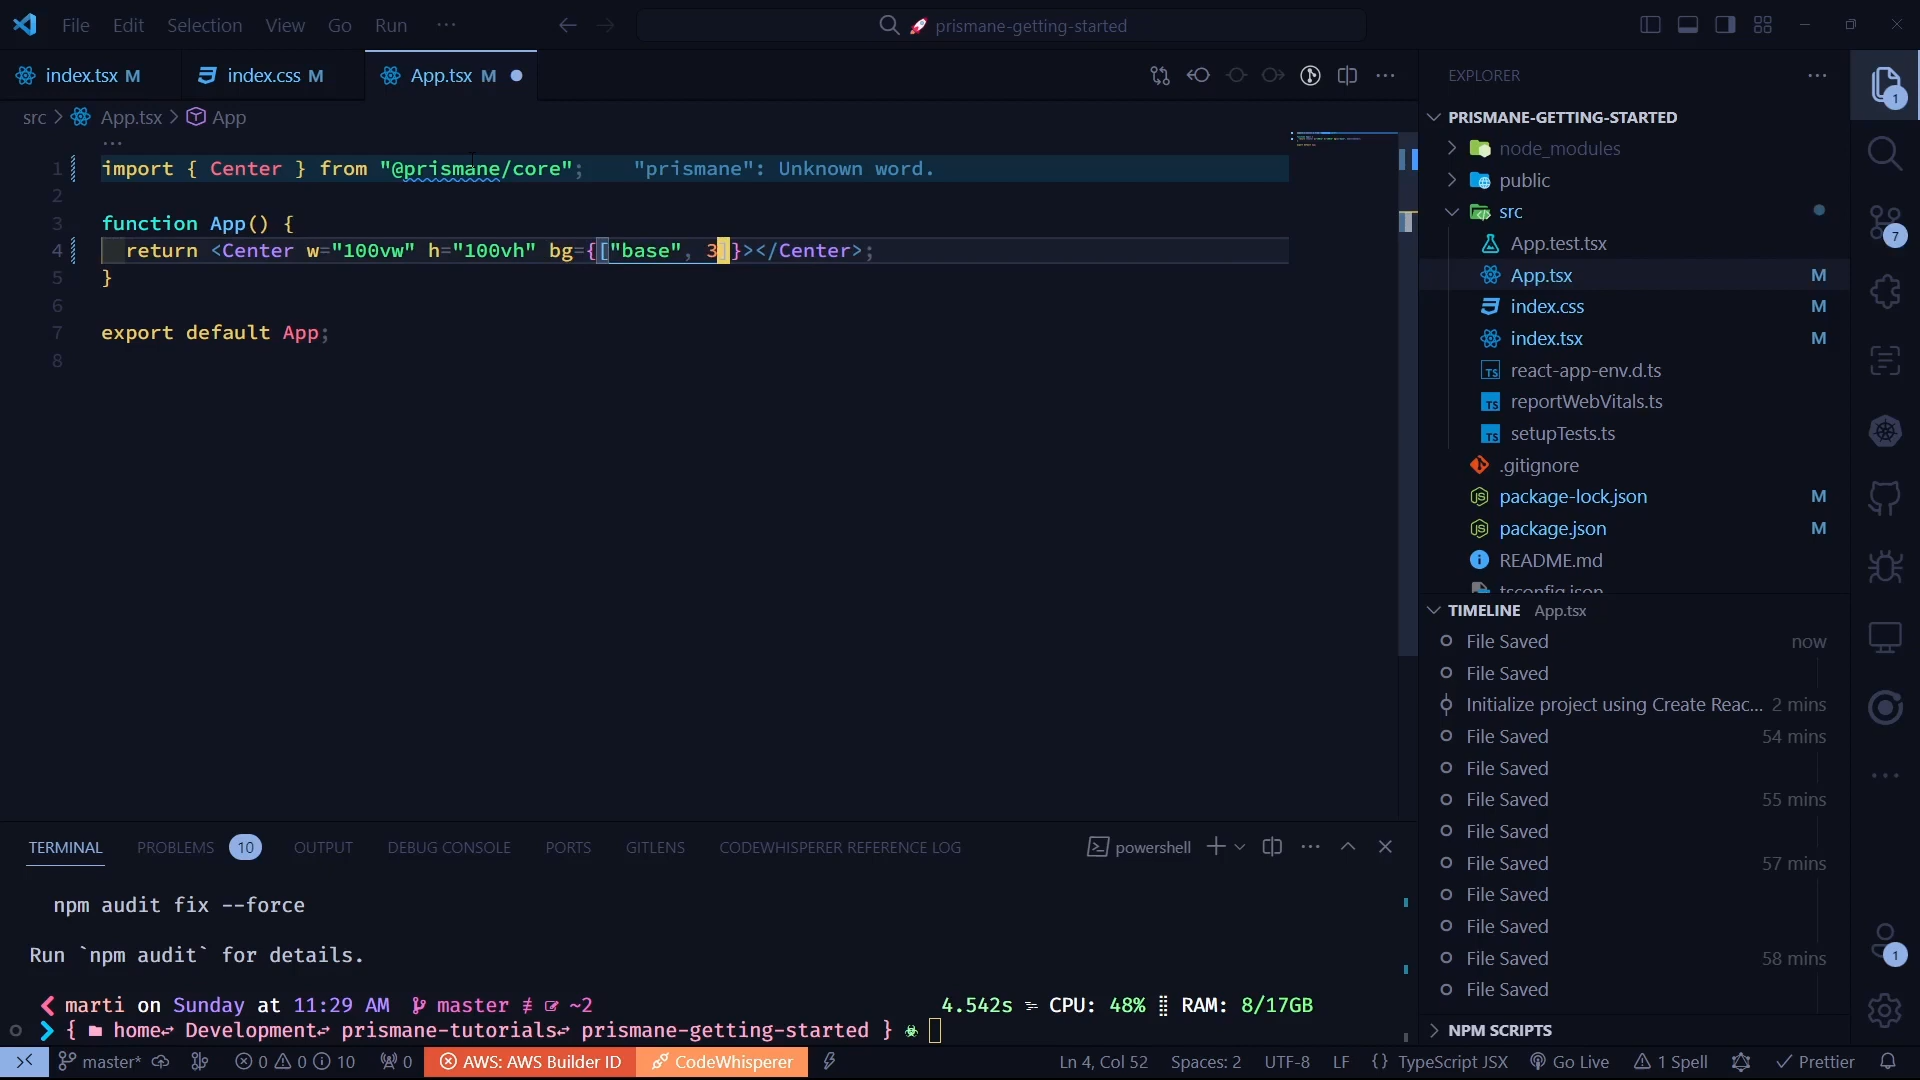 File Edit Selection View Go Run ···
prismane-getting-started
index.tsx M
index.css M
App.tsx M
src > App.tsx > App
1 import { Center } from "@prismane/core"; "prismane": Unknown word.
2
3 function App() {
4 return <Center w="100vw" h="100vh" bg={["base", 3]}></Center>;
5 }
6
7 export default App;
8
EXPLORER
PRISMANE-GETTING-STARTED
node_modules
public
src
App.test.tsx
App.tsx M
index.css M
index.tsx M
react-app-env.d.ts
reportWebVitals.ts
setupTests.ts
.gitignore
package-lock.json M
package.json M
README.md
tsconfig.json
TIMELINE App.tsx
File Saved now
File Saved
Initialize project using Create Reac... 2 mins
File Saved 54 mins
File Saved
File Saved 55 mins
File Saved
File Saved 57 mins
File Saved
File Saved
File Saved 58 mins
File Saved
NPM SCRIPTS
1
7
1
TERMINAL PROBLEMS 10 OUTPUT DEBUG CONSOLE PORTS GITLENS CODEWHISPERER REFERENCE LOG
powershell
npm audit fix --force
Run `npm audit` for details.
marti on Sunday at 11:29 AM master ≢ ~2 4.542s CPU: 48% RAM: 8/17GB
{ home Development prismane-tutorials prismane-getting-started }
master* 0 0 10 0 AWS: AWS Builder ID CodeWhisperer Ln 4, Col 52 Spaces: 2 UTF-8 LF {} TypeScript JSX Go Live 1 Spell Prettier